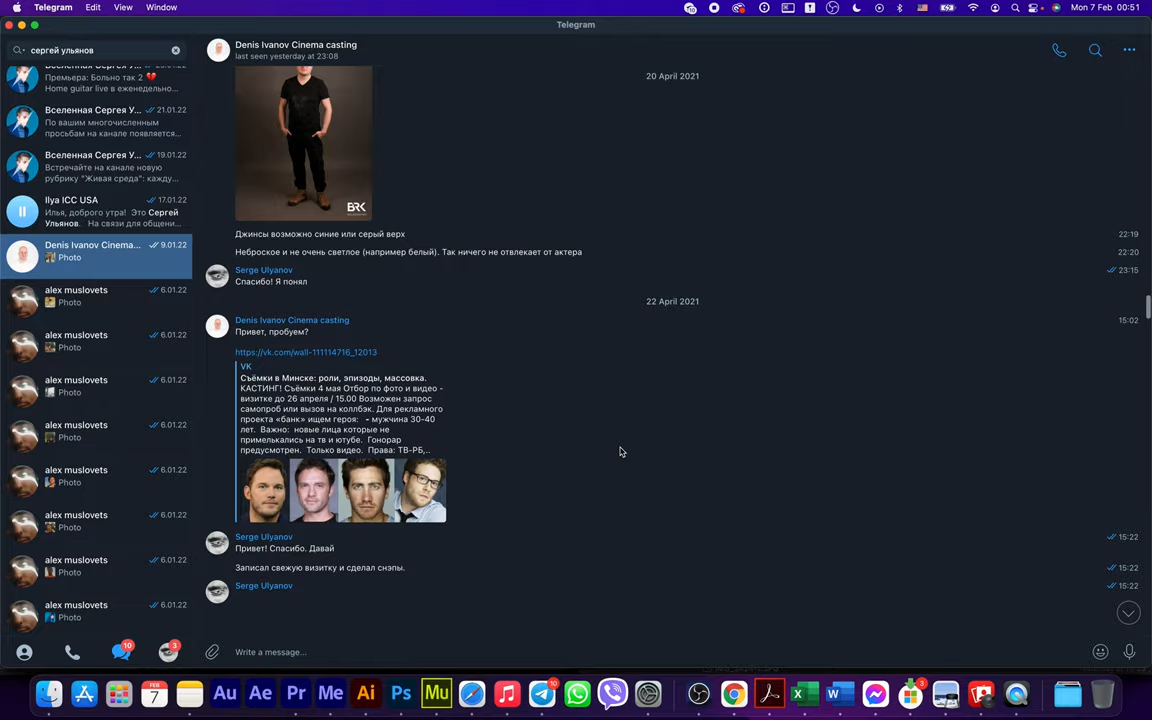 Telegram Edit View Window
Mon 7 Feb 00:51
Telegram
сергей ульянов
Премьера: Больно так 2 💔
Home guitar live в еженедельно...
Вселенная Сергея У... 21.01.22
По вашим многочисленным
просьбам на канале появляется...
Вселенная Сергея У... 19.01.22
Встречайте на канале новую
рубрику "Живая среда": кажду...
Ilya ICC USA 17.01.22
Илья, доброго утра! Это Сергей
Ульянов. На связи для общени...
Denis Ivanov Cinema... 9.01.22
Photo
alex muslovets 6.01.22
Photo
alex muslovets 6.01.22
Photo
alex muslovets 6.01.22
Photo
alex muslovets 6.01.22
Photo
alex muslovets 6.01.22
Photo
alex muslovets 6.01.22
Photo
alex muslovets 6.01.22
Photo
alex muslovets 6.01.22
Photo
10
3
Denis Ivanov Cinema casting
last seen yesterday at 23:08
20 April 2021
BRK
Джинсы возможно синие или серый верх 22:19
Неброское и не очень светлое (например белый). Так ничего не отвлекает от актера 22:20
Serge Ulyanov 23:15
Спасибо! Я понял
22 April 2021
Denis Ivanov Cinema casting 15:02
Привет, пробуем?
https://vk.com/wall-111114716_12013
VK
Съёмки в Минске: роли, эпизоды, массовка.
КАСТИНГ! Съёмки 4 мая Отбор по фото и видео -
визитке до 26 апреля / 15.00 Возможен запрос
самопроб или вызов на коллбэк. Для рекламного
проекта «банк» ищем героя: - мужчина 30-40
лет. Важно: новые лица которые не
примелькались на тв и ютубе. Гонорар
предусмотрен. Только видео. Права: ТВ-РБ,..
Serge Ulyanov 15:22
Привет! Спасибо. Давай
Записал свежую визитку и сделал снэпы. 15:22
Serge Ulyanov 15:22
Write a message...
FEB
7
Au Ae Pr Me Ai Ps Mu
10
3